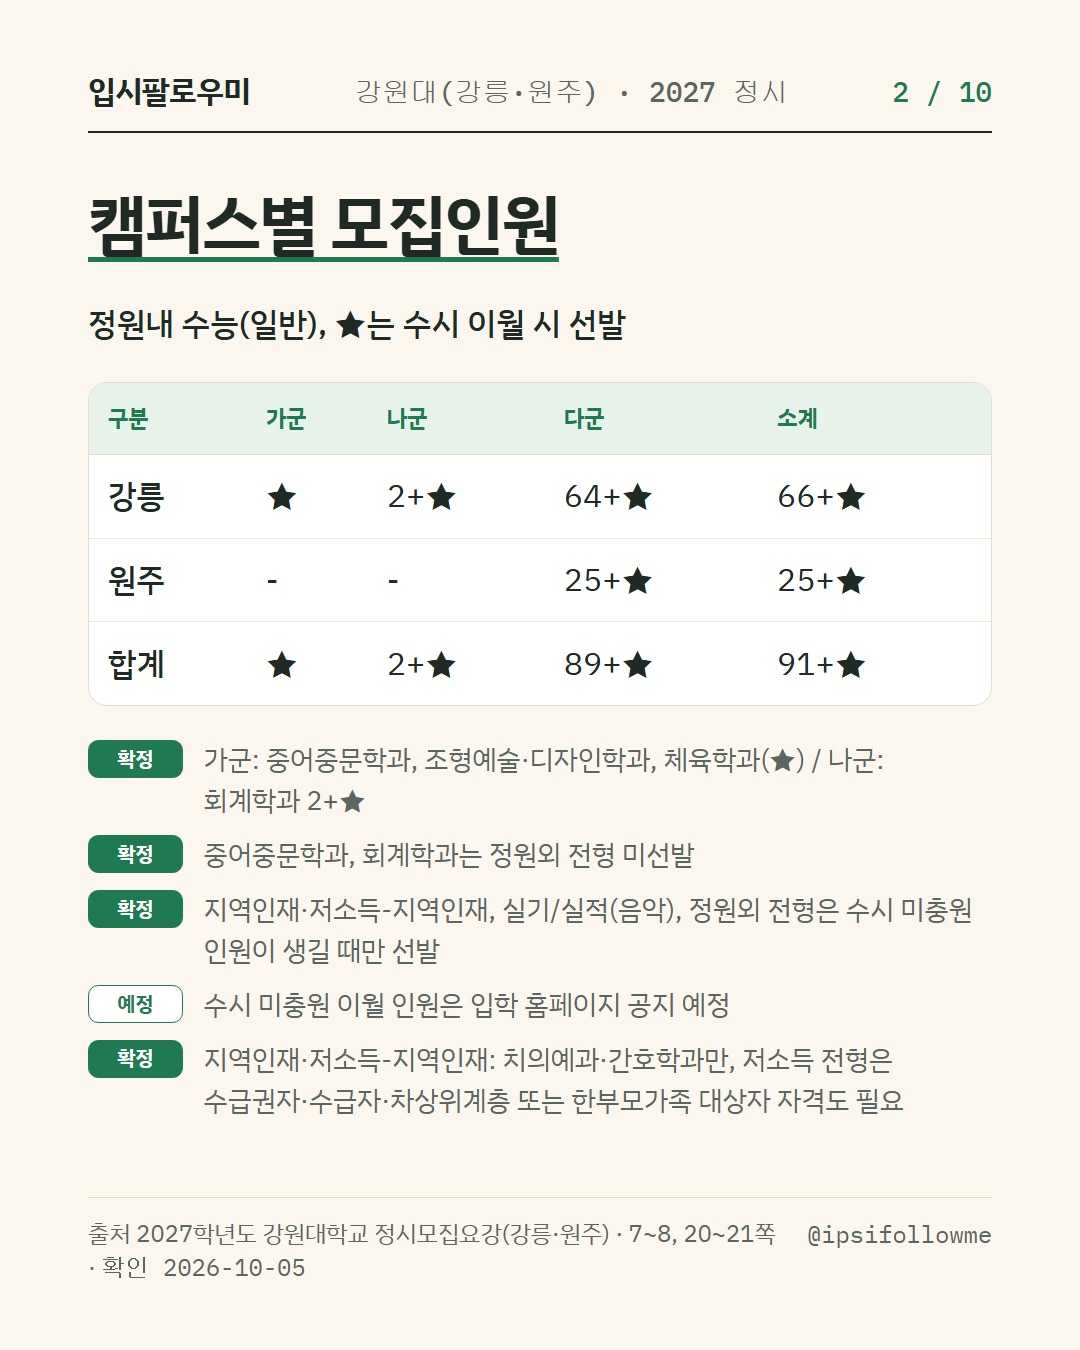 입시팔로우미 강원대(강릉·원주) · 2027 정시 2 / 10
캠퍼스별 모집인원
정원내 수능(일반), ★는 수시 이월 시 선발
구분 가군 나군 다군 소계
강릉 ★ 2+★ 64+★ 66+★
원주 - - 25+★ 25+★
합계 ★ 2+★ 89+★ 91+★
확정 가군: 중어중문학과, 조형예술·디자인학과, 체육학과(★) / 나군:
회계학과 2+★
확정 중어중문학과, 회계학과는 정원외 전형 미선발
확정 지역인재·저소득-지역인재, 실기/실적(음악), 정원외 전형은 수시 미충원
인원이 생길 때만 선발
예정 수시 미충원 이월 인원은 입학 홈페이지 공지 예정
확정 지역인재·저소득-지역인재: 치의예과·간호학과만, 저소득 전형은
수급권자·수급자·차상위계층 또는 한부모가족 대상자 자격도 필요
출처 2027학년도 강원대학교 정시모집요강(강릉·원주) · 7~8, 20~21쪽 @ipsifollowme
· 확인 2026-10-05